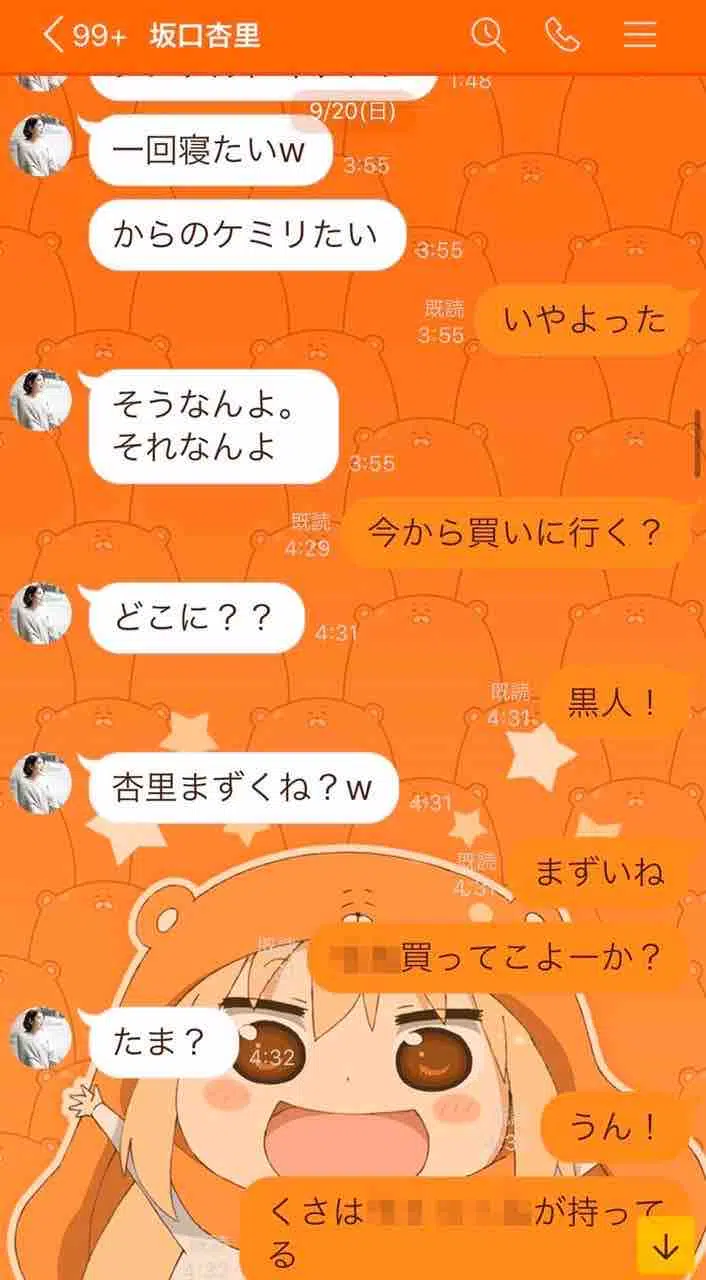 99+ 坂口杏里
1:48
9/20(日)
一回寝たいw
3:55
からのケミリたい
3:55
いやよった
既読
3:55
そうなんよ。
それなんよ
3:55
今から買いに行く？
既読
4:29
どこに？？
4:31
黒人！
既読
4:31
杏里まずくね？w
4:31
まずいね
既読
4:31
買ってこよーか？
たま？
4:32
うん！
くさは
が持って
る